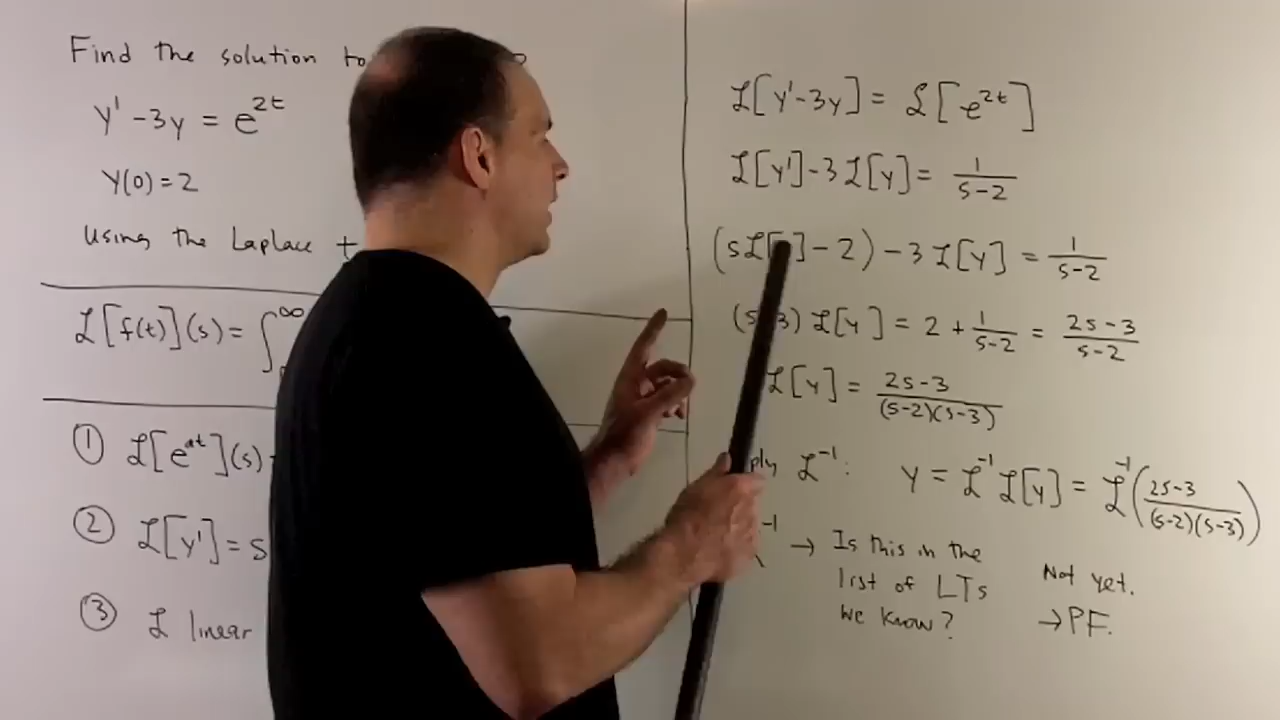 Find the solution to
y' - 3y = e^{2t}
y(0) = 2
Using the Laplace
ℒ[f(t)](s) = ∫^∞
① ℒ[e^{at}](s)
② ℒ[y'] = s
③ ℒ linear
ℒ[y' - 3y] = ℒ[e^{2t}]
ℒ[y'] - 3ℒ[y] = 1/(s-2)
(sℒ[ ] - 2) - 3ℒ[y] = 1/(s-2)
(s 3) ℒ[y] = 2 + 1/(s-2) = (2s-3)/(s-2)
ℒ[y] = (2s-3)/((s-2)(s-3))
ℒ^{-1}: y = ℒ^{-1} ℒ[y] = ℒ^{-1}((2s-3)/((s-2)(s-3)))
-1 → Is this in the
list of LTs
we know?
Not yet.
→ PF.